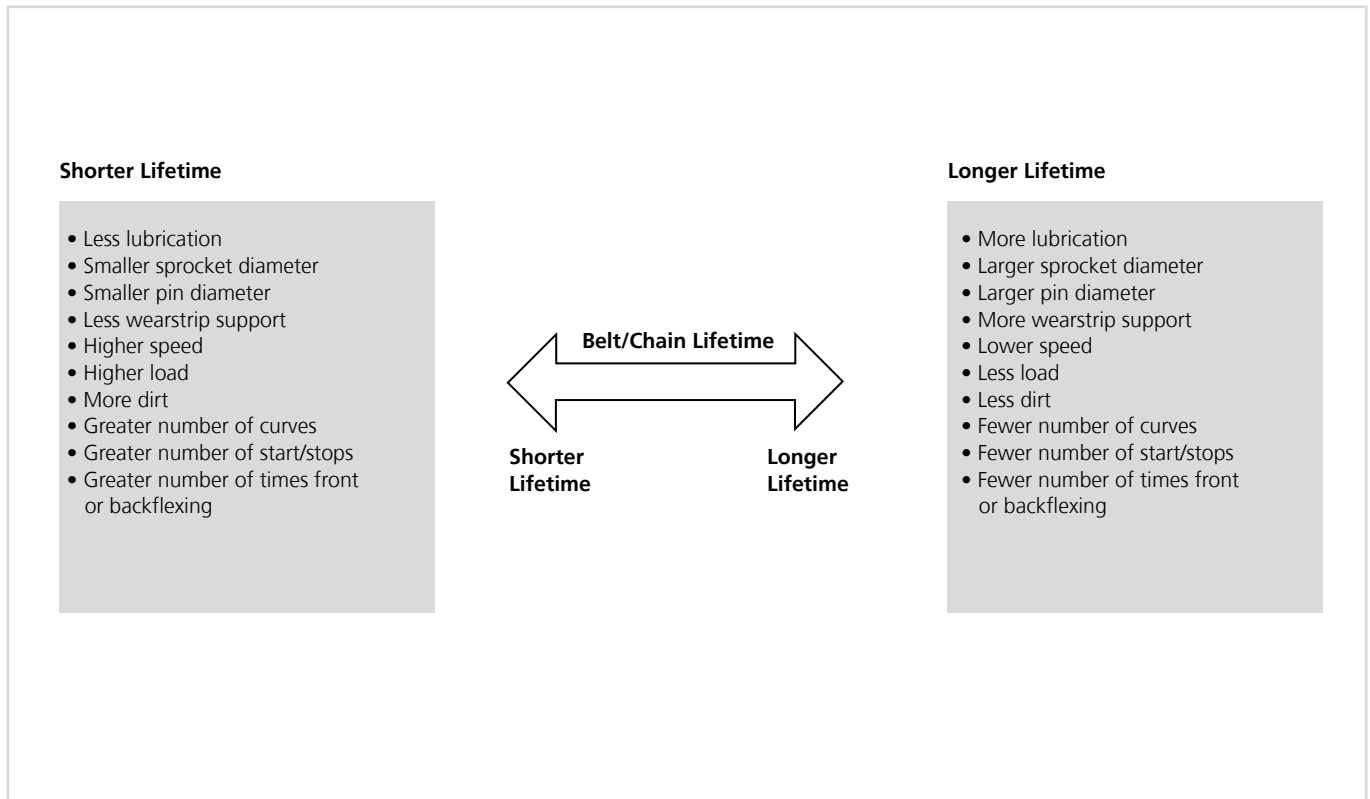 Shorter Lifetime
• Less lubrication
• Smaller sprocket diameter
• Smaller pin diameter
• Less wearstrip support
• Higher speed
• Higher load
• More dirt
• Greater number of curves
• Greater number of start/stops
• Greater number of times front
or backflexing
Belt/Chain Lifetime
Shorter
Lifetime
Longer
Lifetime
Longer Lifetime
• More lubrication
• Larger sprocket diameter
• Larger pin diameter
• More wearstrip support
• Lower speed
• Less load
• Less dirt
• Fewer number of curves
• Fewer number of start/stops
• Fewer number of times front
or backflexing